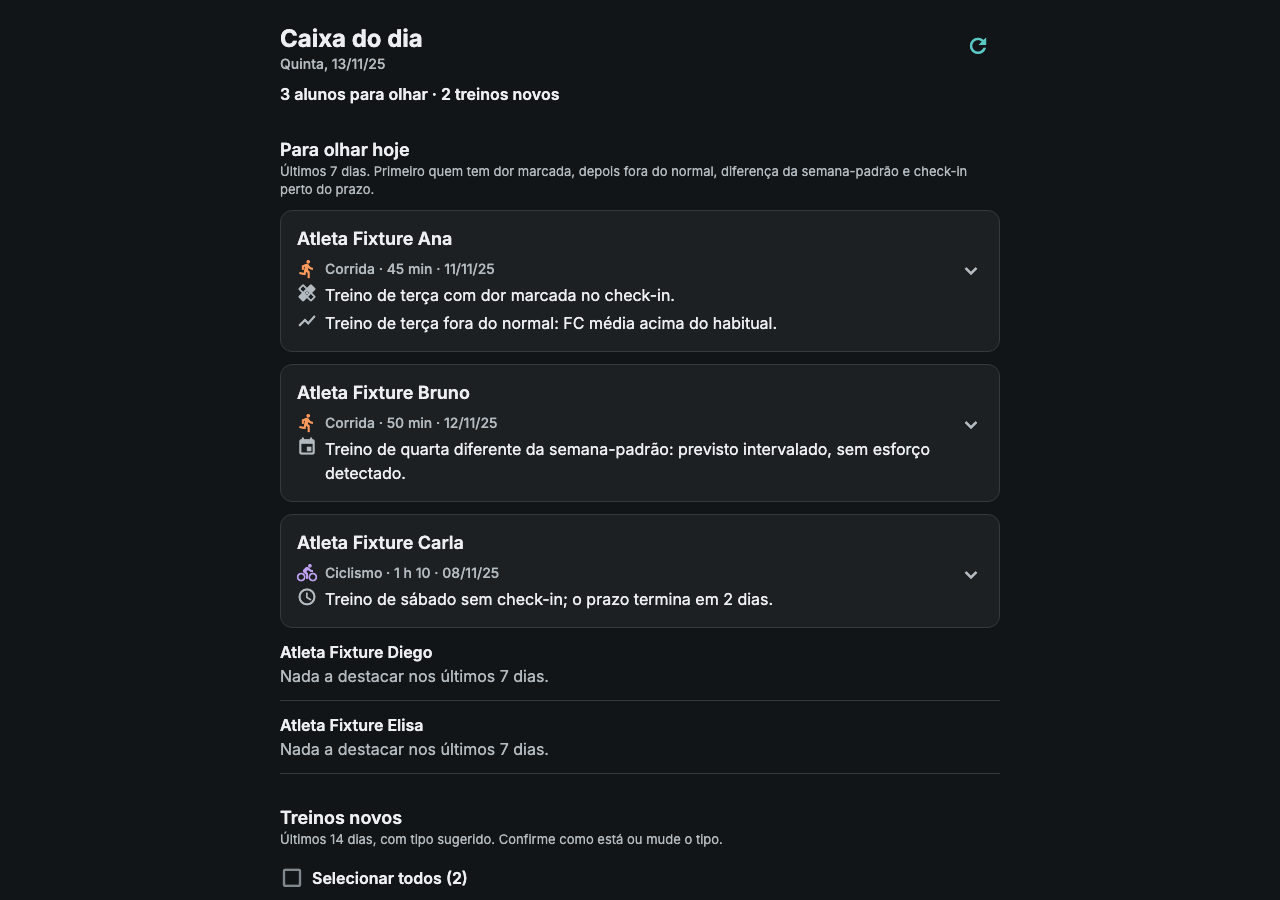 Caixa do dia
Quinta, 13/11/25
3 alunos para olhar · 2 treinos novos
Para olhar hoje
Últimos 7 dias. Primeiro quem tem dor marcada, depois fora do normal, diferença da semana-padrão e check-in
perto do prazo.
Atleta Fixture Ana
Corrida · 45 min · 11/11/25
Treino de terça com dor marcada no check-in.
Treino de terça fora do normal: FC média acima do habitual.
Atleta Fixture Bruno
Corrida · 50 min · 12/11/25
Treino de quarta diferente da semana-padrão: previsto intervalado, sem esforço
detectado.
Atleta Fixture Carla
Ciclismo · 1 h 10 · 08/11/25
Treino de sábado sem check-in; o prazo termina em 2 dias.
Atleta Fixture Diego
Nada a destacar nos últimos 7 dias.
Atleta Fixture Elisa
Nada a destacar nos últimos 7 dias.
Treinos novos
Últimos 14 dias, com tipo sugerido. Confirme como está ou mude o tipo.
Selecionar todos (2)